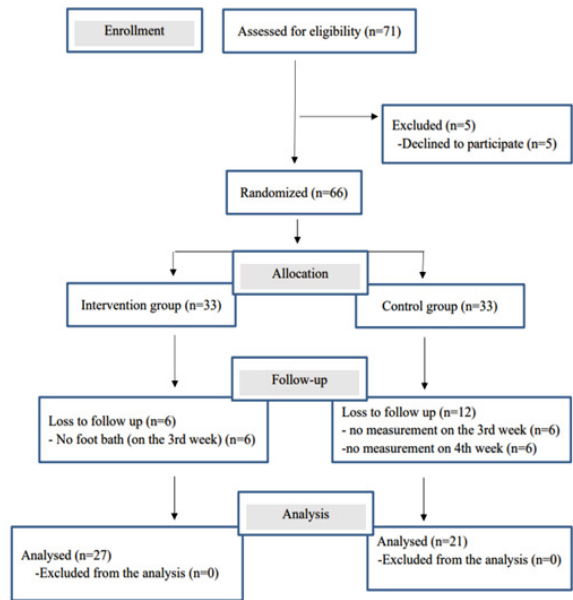 Enrollment
Assessed for eligibility (n=71)
Excluded (n=5)
-Declined to participate (n=5)
Randomized (n=66)
Allocation
Intervention group (n=33)
Control group (n=33)
Follow-up
Loss to follow up (n=6)
- No foot bath (on the 3rd week) (n=6)
Loss to follow up (n=12)
- no measurement on the 3rd week (n=6)
-no measurement on 4th week (n=6)
Analysis
Analysed (n=27)
-Excluded from the analysis (n=0)
Analysed (n=21)
-Excluded from the analysis (n=0)